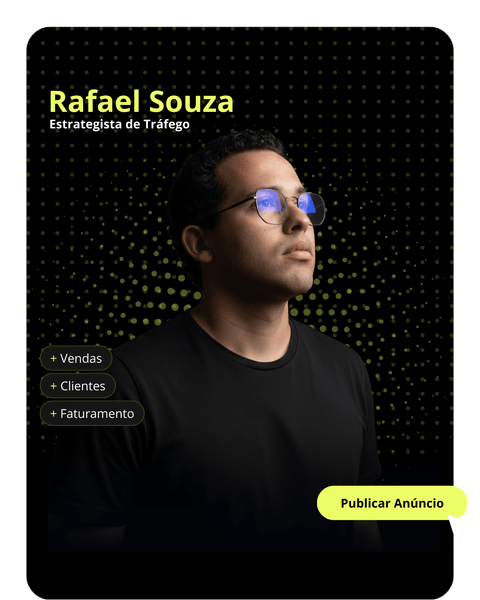 Rafael Souza
Estrategista de Tráfego
+ Vendas
+ Clientes
+ Faturamento
Publicar Anúncio